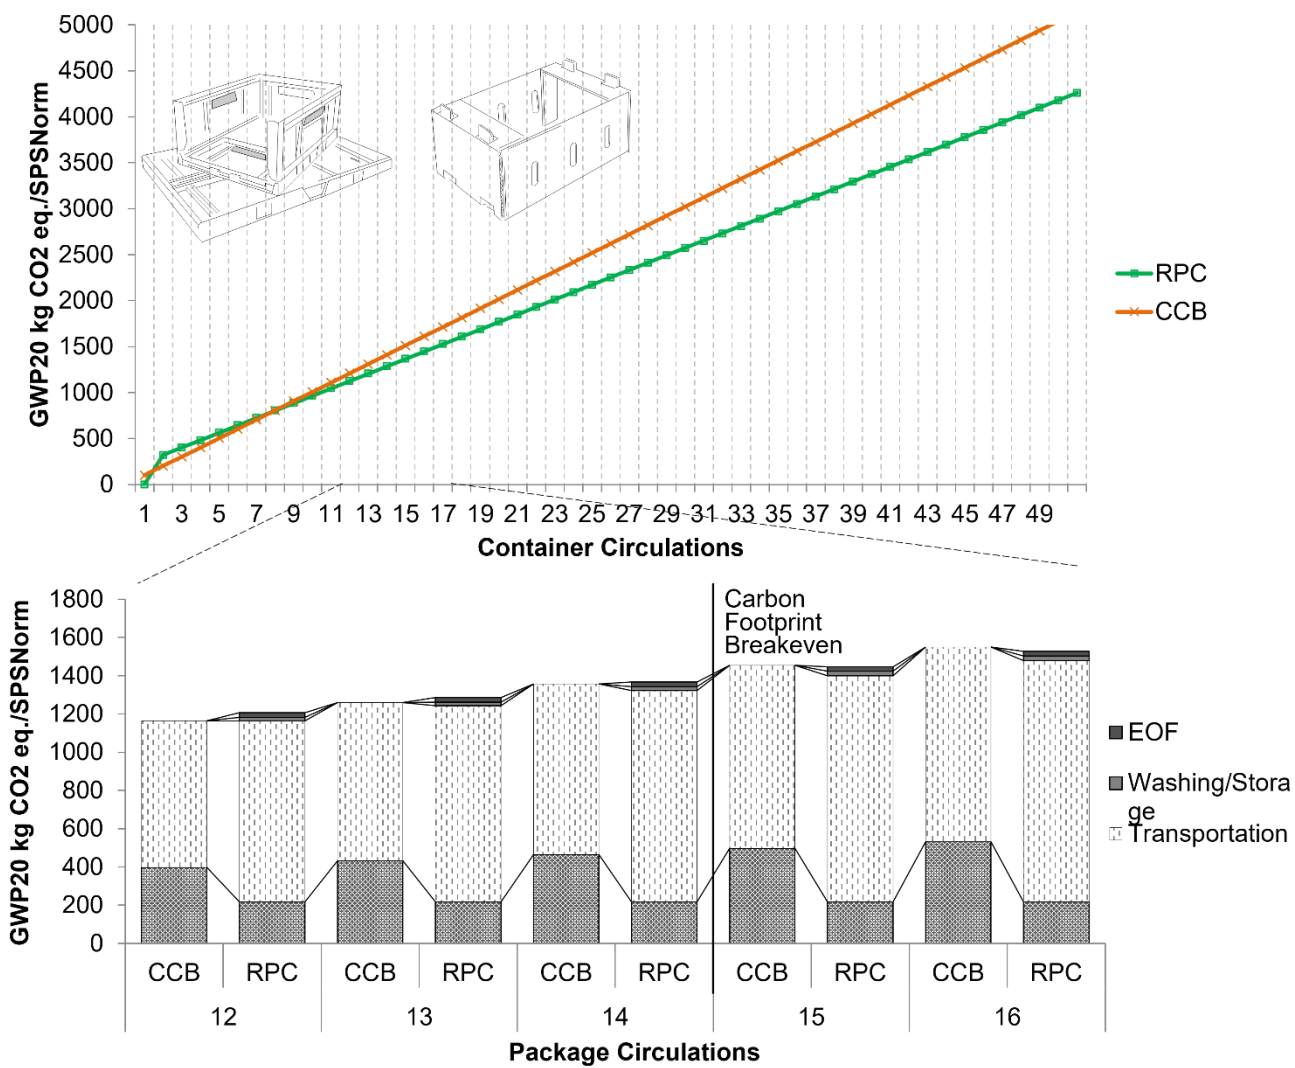 GWP20 kg CO2 eq./SPSNorm
5000
4500
4000
3500
3000
2500
2000
1500
1000
500
0
1 3 5 7 9 11 13 15 17 19 21 23 25 27 29 31 33 35 37 39 41 43 45 47 49
Container Circulations
RPC
CCB
GWP20 kg CO2 eq./SPSNorm
1800
1600
1400
1200
1000
800
600
400
200
0
Carbon
Footprint
Breakeven
EOF
Washing/Stora
ge
Transportation
CCB RPC CCB RPC CCB RPC CCB RPC CCB RPC
12 13 14 15 16
Package Circulations